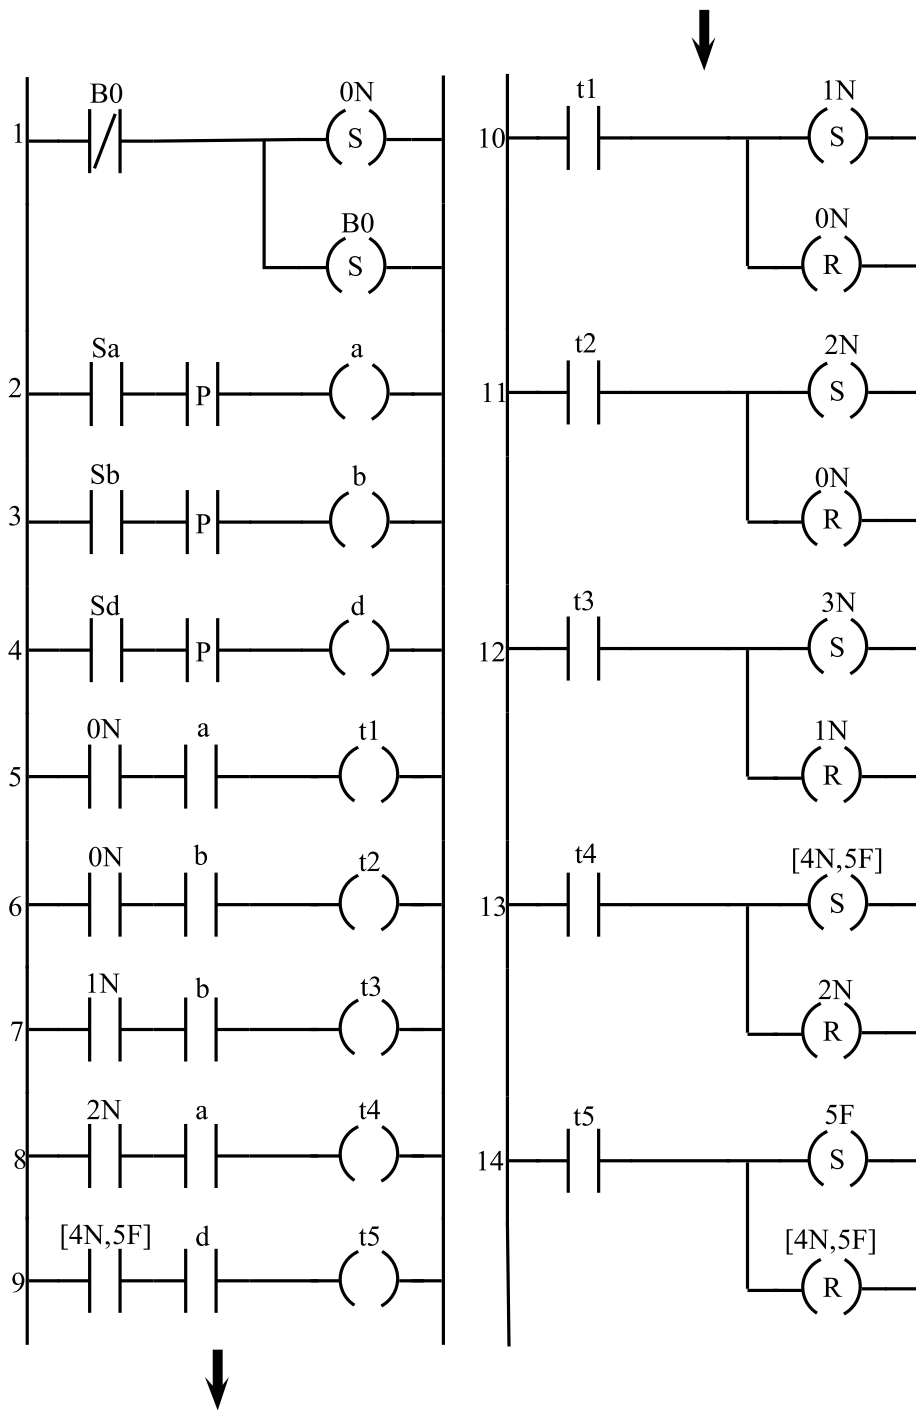 B0 0N
1 S
B0
S
Sa a
2 P
Sb b
3 P
Sd d
4 P
0N a t1
5
0N b t2
6
1N b t3
7
2N a t4
8
[4N,5F] d t5
9
t1 1N
10 S
0N
R
t2 2N
11 S
0N
R
t3 3N
12 S
1N
R
t4 [4N,5F]
13 S
2N
R
t5 5F
14 S
[4N,5F]
R